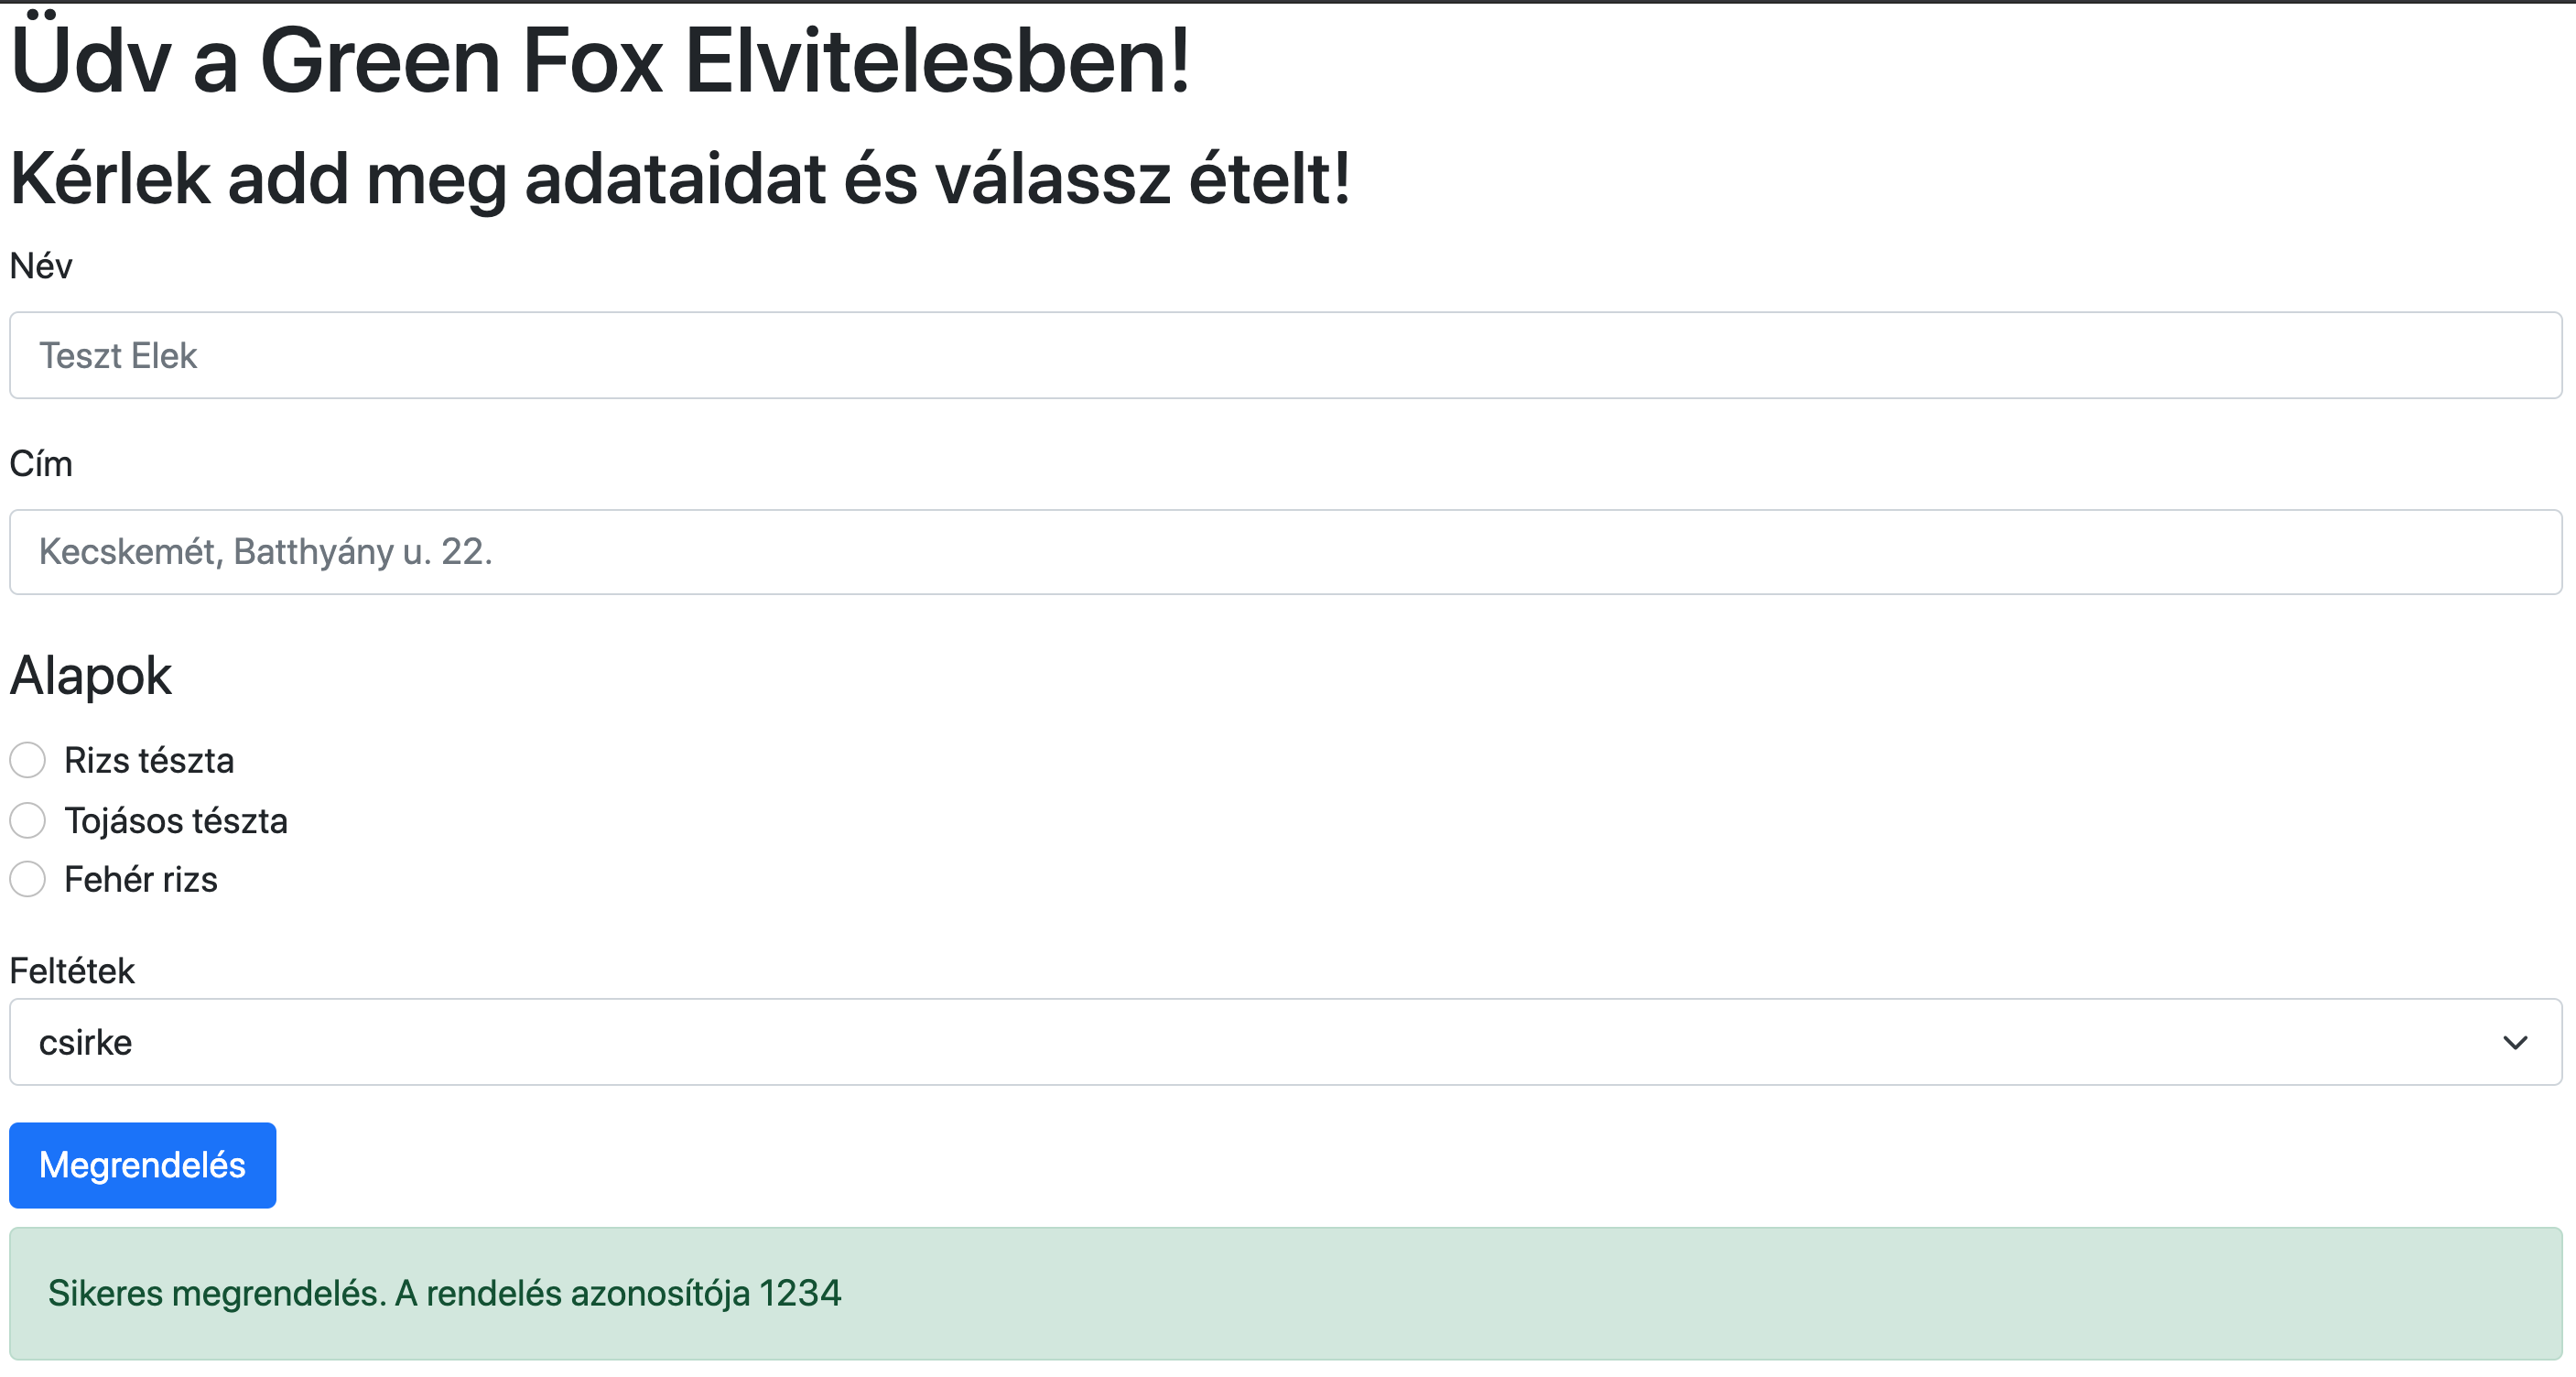 Üdv a Green Fox Elvitelesben!
Kérlek add meg adataidat és válassz ételt!
Név
Teszt Elek
Cím
Kecskemét, Batthyány u. 22.
Alapok
Rizs tészta
Tojásos tészta
Fehér rizs
Feltétek
csirke
Megrendelés
Sikeres megrendelés. A rendelés azonosítója 1234